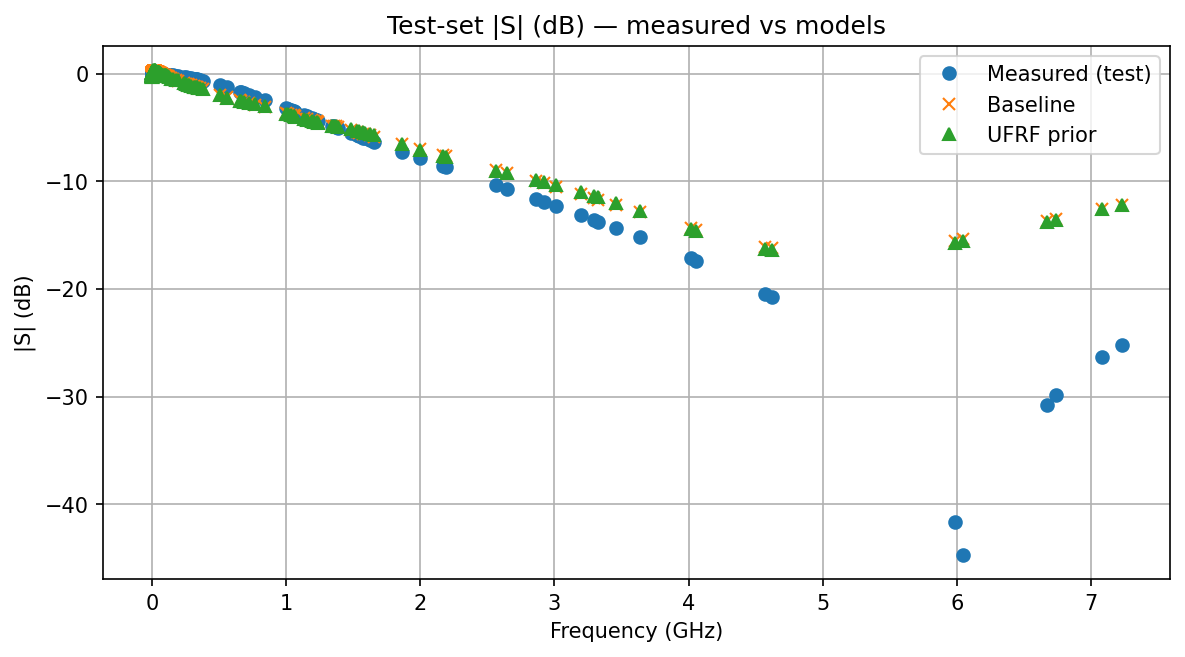 Test-set |S| (dB) — measured vs models
Measured (test)
Baseline
UFRF prior
0
−10
−20
−30
−40
|S| (dB)
0 1 2 3 4 5 6 7
Frequency (GHz)